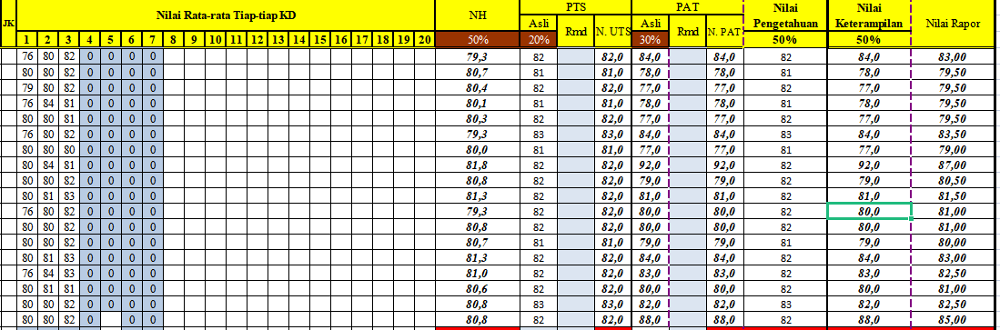 JK Nilai Rata-rata Tiap-tiap KD NH PTS PAT Nilai Pengetahuan Nilai Keterampilan Nilai Rapor
Asli Rmd N. UTS Asli Rmd N. PAT
1 2 3 4 5 6 7 8 9 10 11 12 13 14 15 16 17 18 19 20 50% 20% 30% 50% 50%
76 80 82 0 0 0 0 79,3 82 82,0 84,0 84,0 82 84,0 83,00
80 80 82 0 0 0 0 80,7 81 81,0 78,0 78,0 81 78,0 79,50
79 80 82 0 0 0 0 80,4 82 82,0 77,0 77,0 82 77,0 79,50
76 84 81 0 0 0 0 80,1 81 81,0 78,0 78,0 81 78,0 79,50
80 80 81 0 0 0 0 80,3 82 82,0 77,0 77,0 82 77,0 79,50
76 80 82 0 0 0 0 79,3 83 83,0 84,0 84,0 83 84,0 83,50
80 80 80 0 0 0 0 80,0 81 81,0 77,0 77,0 81 77,0 79,00
80 84 81 0 0 0 0 81,8 82 82,0 92,0 92,0 82 92,0 87,00
80 80 82 0 0 0 0 80,8 82 82,0 79,0 79,0 82 79,0 80,50
80 81 83 0 0 0 0 81,3 82 82,0 81,0 81,0 82 81,0 81,50
76 80 82 0 0 0 0 79,3 82 82,0 80,0 80,0 82 80,0 81,00
80 80 82 0 0 0 0 80,8 82 82,0 80,0 80,0 82 80,0 81,00
80 80 82 0 0 0 0 80,7 81 81,0 79,0 79,0 81 79,0 80,00
80 81 83 0 0 0 0 81,3 82 82,0 84,0 84,0 82 84,0 83,00
76 84 83 0 0 0 0 81,0 82 82,0 83,0 83,0 82 83,0 82,50
80 81 81 0 0 0 0 80,6 82 82,0 80,0 80,0 82 80,0 81,00
80 80 82 0 0 0 0 80,8 83 83,0 82,0 82,0 83 82,0 82,50
80 80 82 0 0 0 80,8 82 82,0 88,0 88,0 82 88,0 85,00